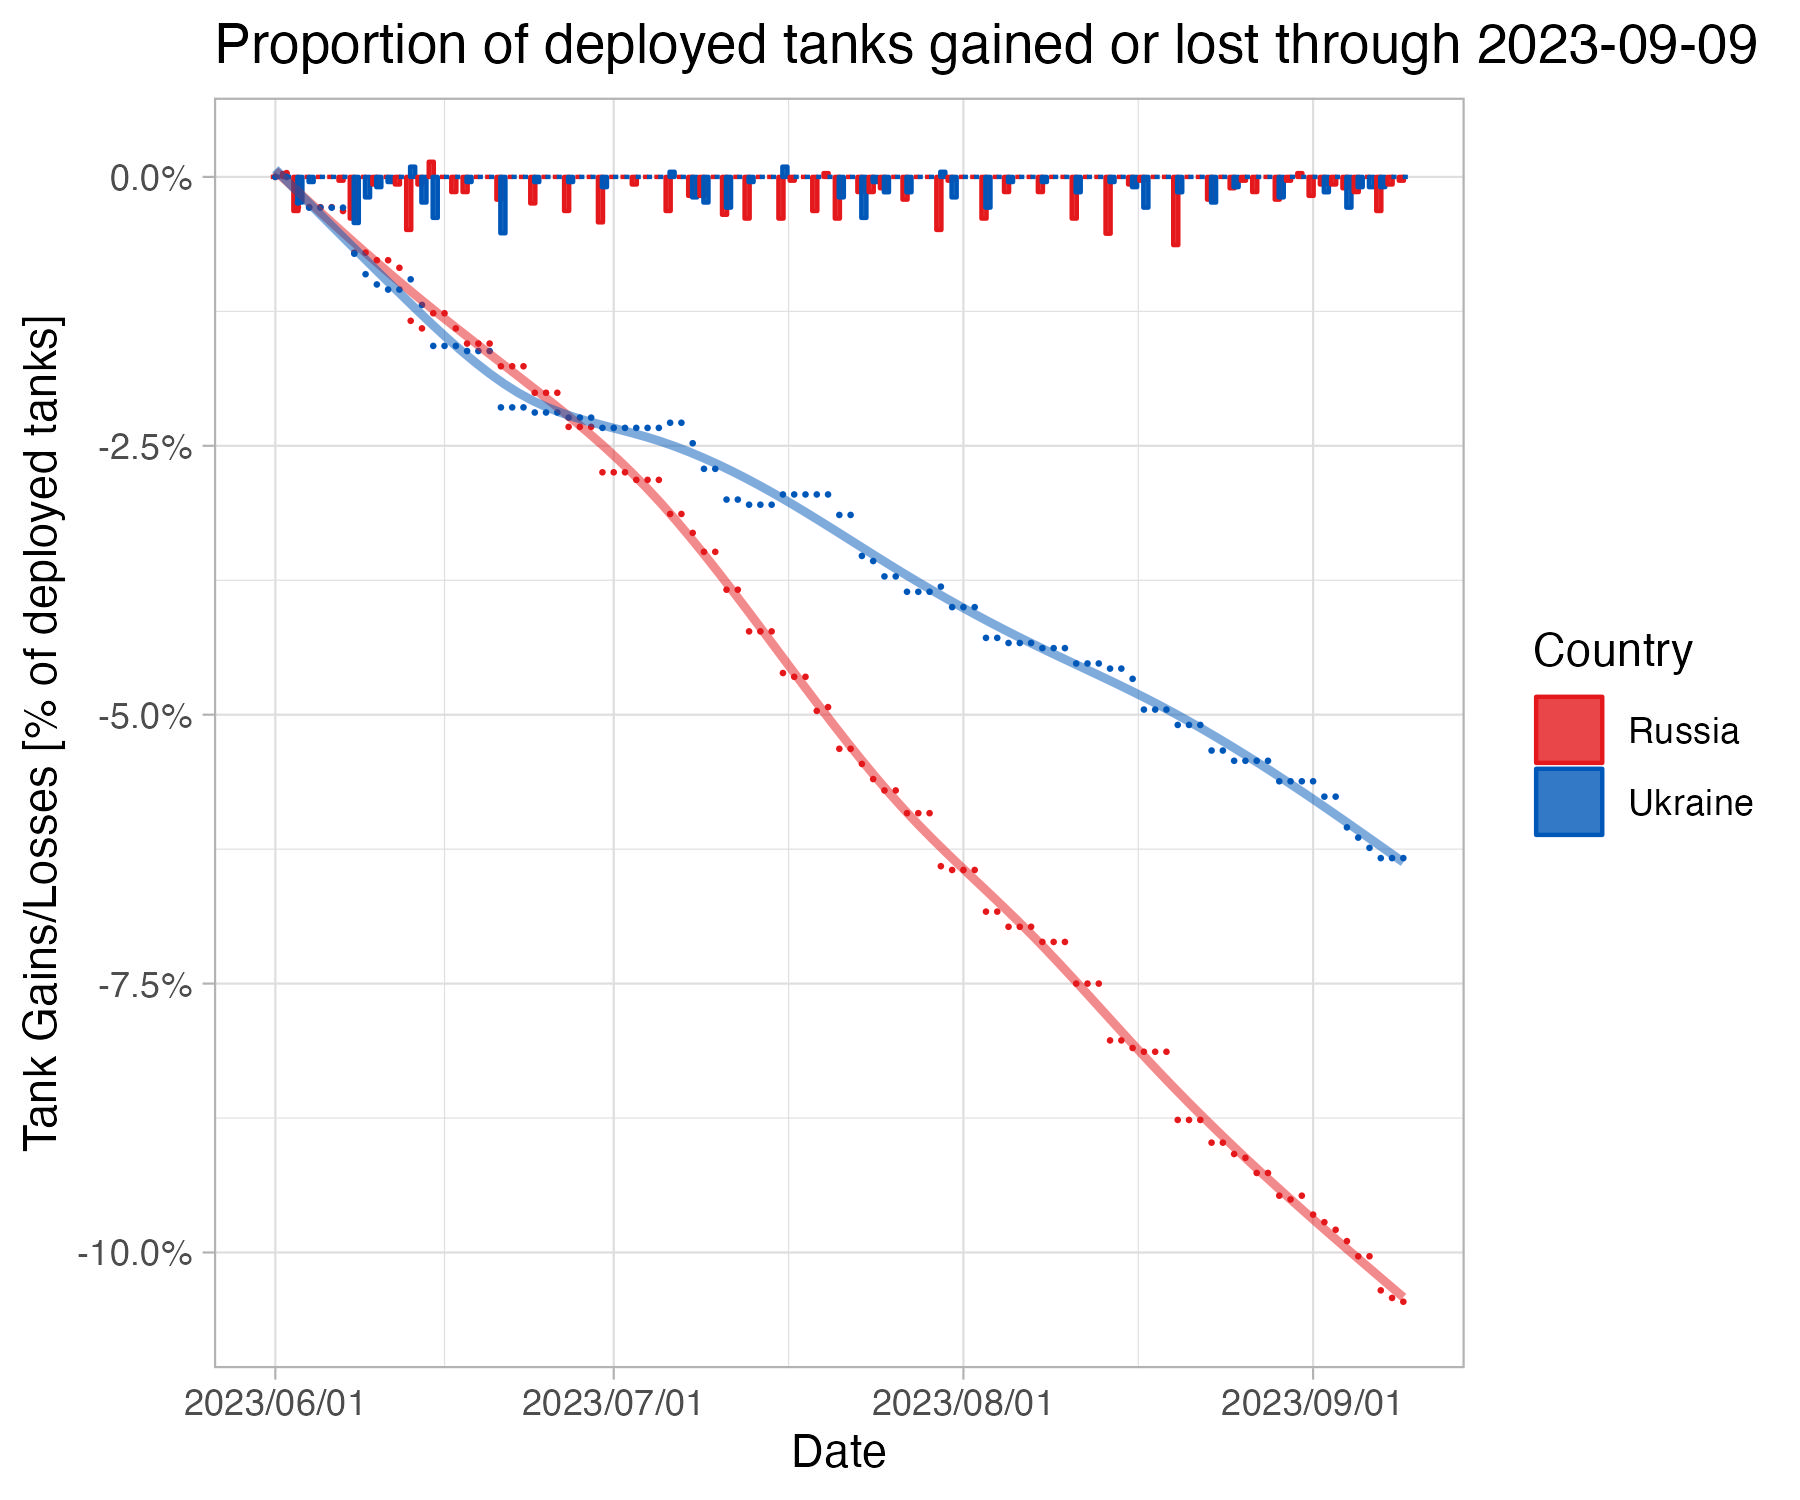 Proportion of deployed tanks gained or lost through 2023-09-09
Tank Gains/Losses [% of deployed tanks]
0.0%
-2.5%
-5.0%
-7.5%
-10.0%
2023/06/01
2023/07/01
2023/08/01
2023/09/01
Date
Country
Russia
Ukraine